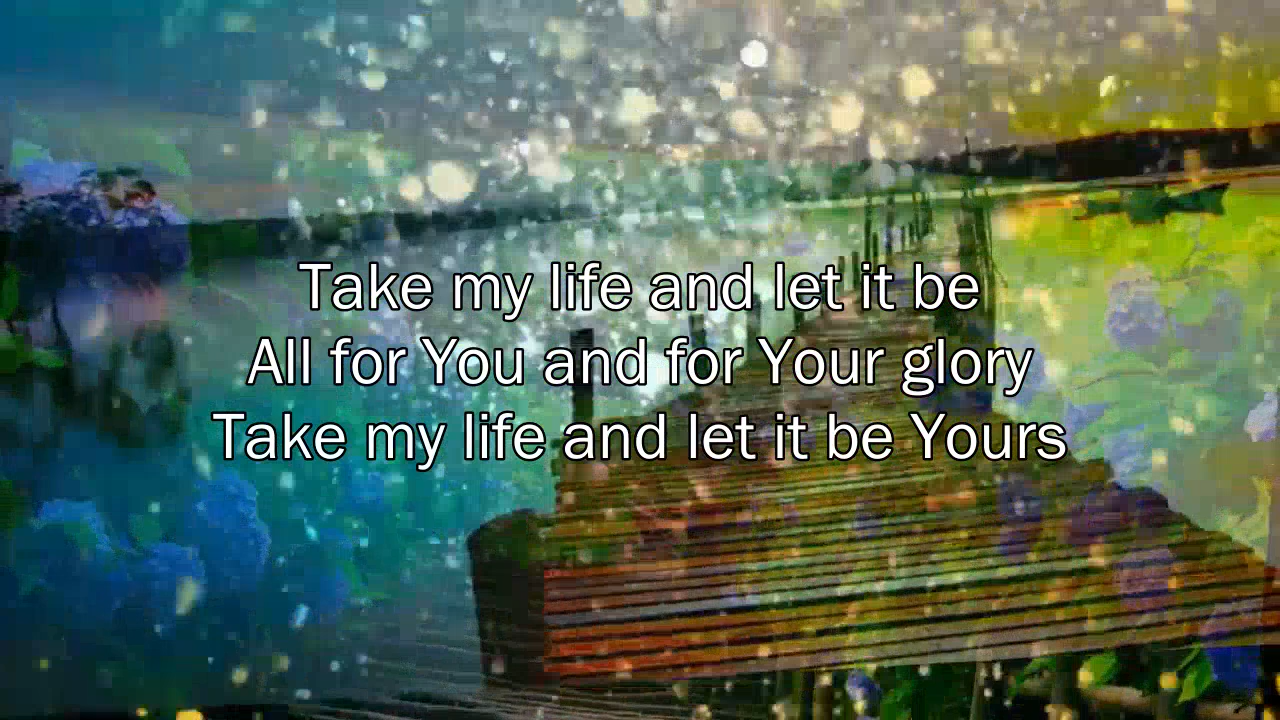 Take my life and let it be
All for You and for Your glory
Take my life and let it be Yours